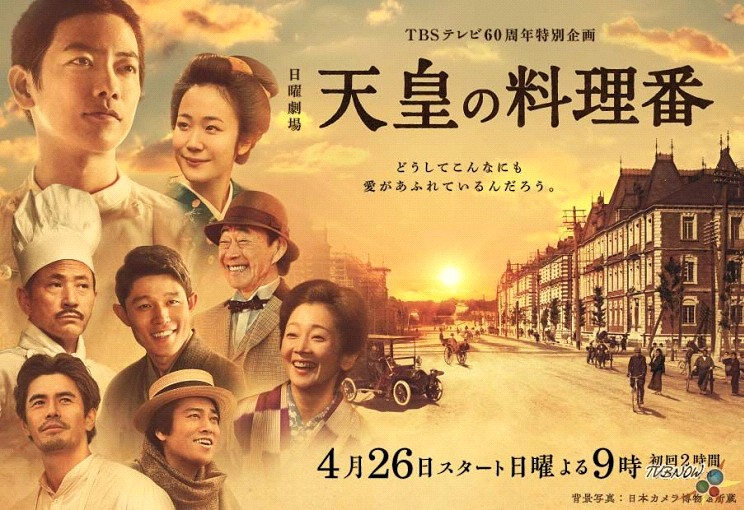 TBSテレビ60周年特別企画
日曜劇場
天皇の料理番
どうしてこんなにも
愛があふれているんだろう。
4月26日スタート日曜よる9時 初回2時間
TVBNOW
背景写真：日本カメラ博物館所蔵